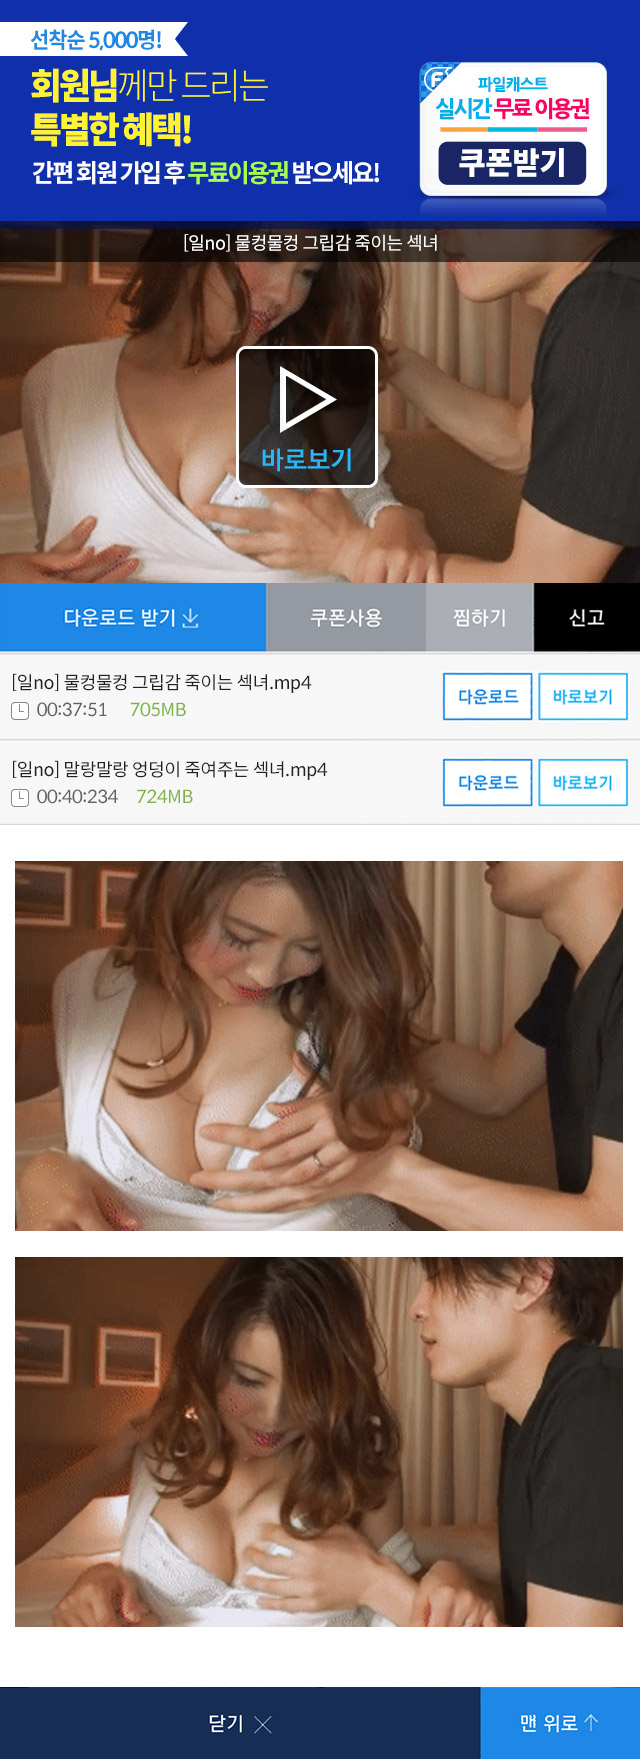 선착순 5,000명!
회원님께만 드리는
특별한 혜택!
간편 회원 가입 후 무료이용권 받으세요!
파일캐스트
실시간 무료 이용권
쿠폰받기
[일no] 물컹물컹 그립감 죽이는 섹녀
바로보기
다운로드 받기 쿠폰사용 찜하기 신고
[일no] 물컹물컹 그립감 죽이는 섹녀.mp4
00:37:51 705MB
다운로드 바로보기
[일no] 말랑말랑 엉덩이 죽여주는 섹녀.mp4
00:40:234 724MB
다운로드 바로보기
닫기 맨 위로